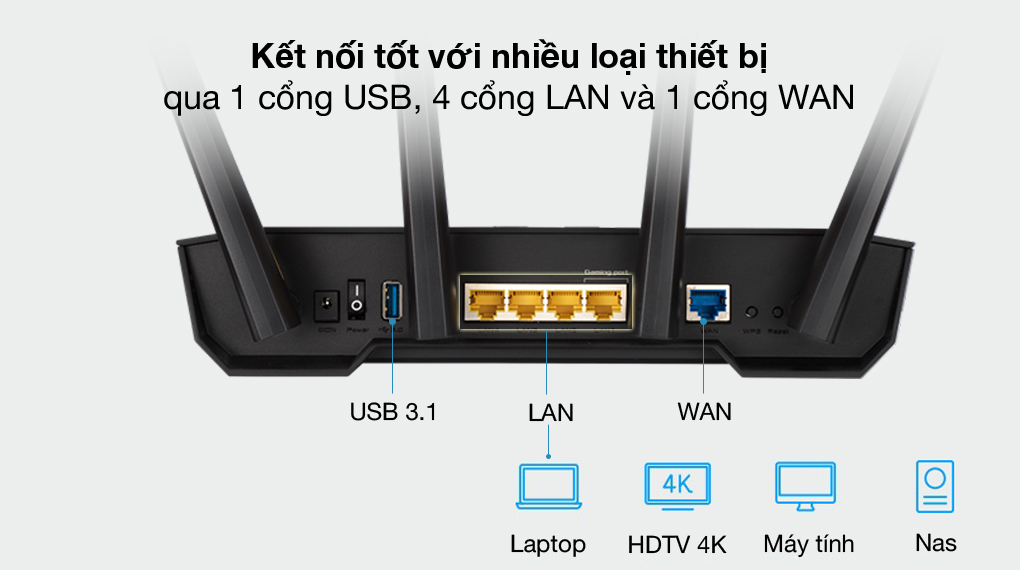 Kết nối tốt với nhiều loại thiết bị
qua 1 cổng USB, 4 cổng LAN và 1 cổng WAN
Gaming port
DCIN Power WAN WPS Reset
USB 3.1 LAN WAN
4K
Laptop HDTV 4K Máy tính Nas